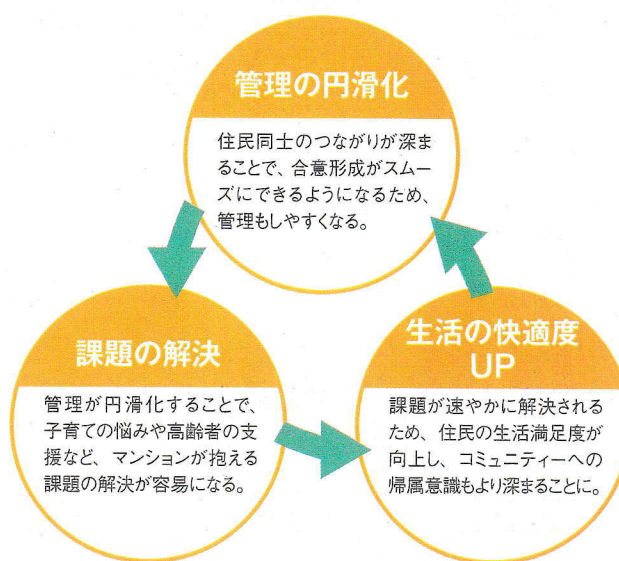 管理の円滑化
住民同士のつながりが深ま
ることで、合意形成がスムー
ズにできるようになるため、
管理もしやすくなる。
課題の解決
管理が円滑化することで、
子育ての悩みや高齢者の支
援など、マンションが抱える
課題の解決が容易になる。
生活の快適度
UP
課題が速やかに解決される
ため、住民の生活満足度が
向上し、コミュニティーへの
帰属意識もより深まることに。